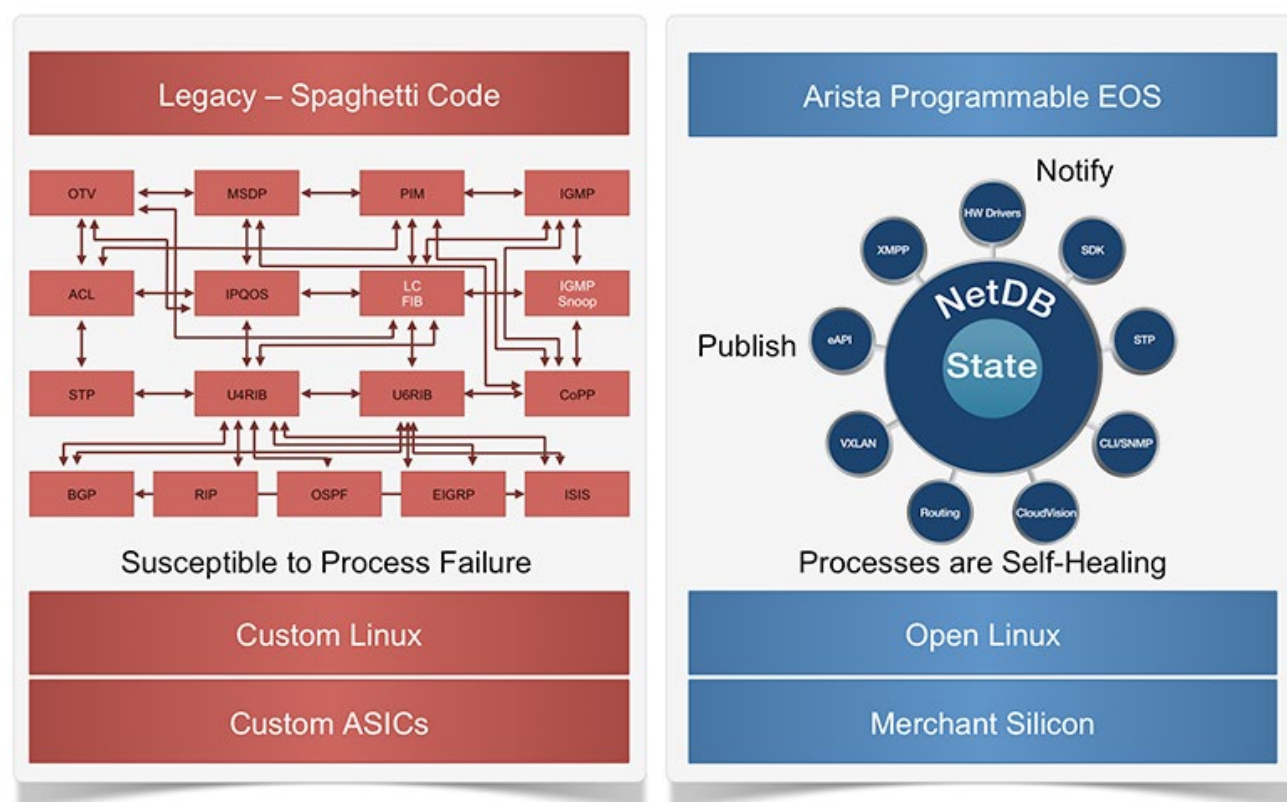 Legacy – Spaghetti Code
OTV
MSDP
PIM
IGMP
ACL
IPQOS
LC
FIB
IGMP
Snoop
STP
U4RIB
U6RIB
CoPP
BGP
RIP
OSPF
EIGRP
ISIS
Susceptible to Process Failure
Custom Linux
Custom ASICs
Arista Programmable EOS
Notify
HW Drivers
XMPP
SDK
NetDB
Publish
eAPI
State
STP
VXLAN
CLI/SNMP
Routing
CloudVision
Processes are Self-Healing
Open Linux
Merchant Silicon